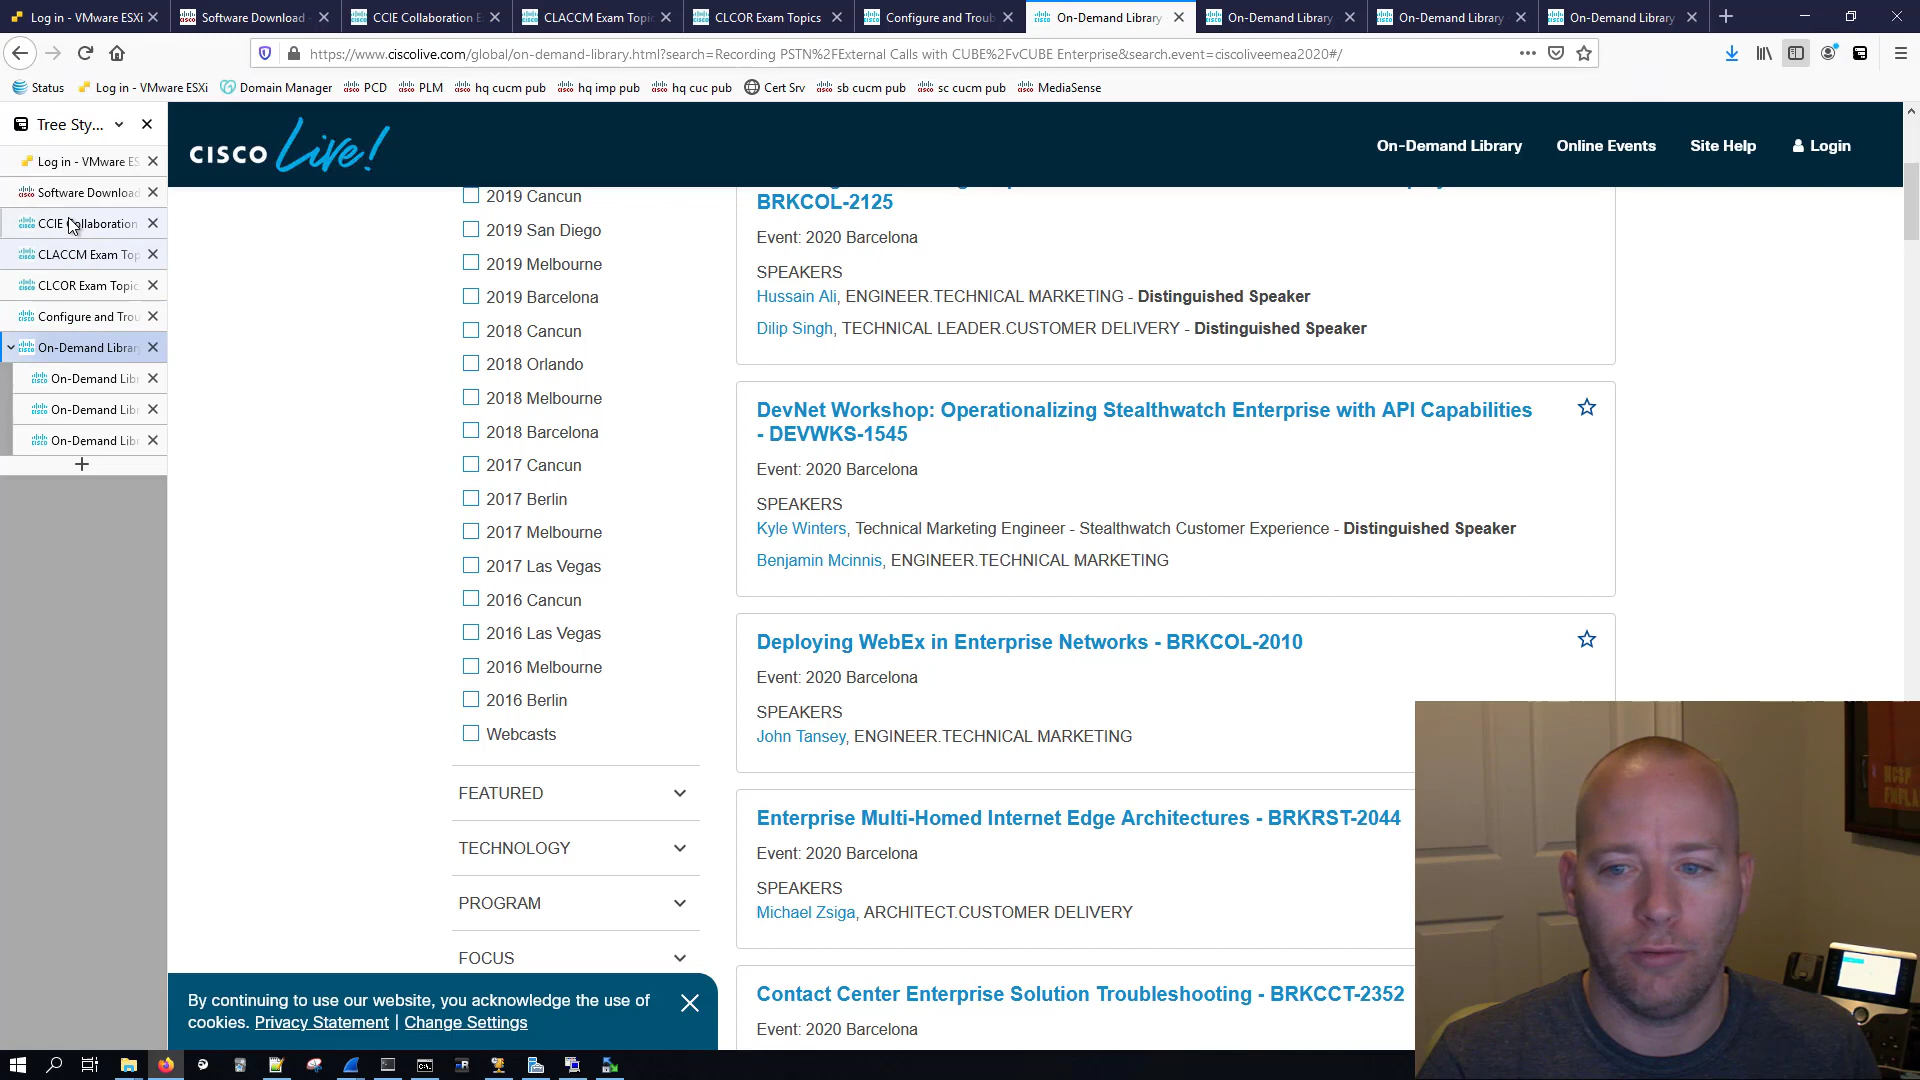 Log in - VMware ESXi
Software Download
CCIE Collaboration E
CLACCM Exam Topic
CLCOR Exam Topics
Configure and Troub
On-Demand Library
On-Demand Library
On-Demand Library
On-Demand Library
https://www.ciscolive.com/global/on-demand-library.html?search=Recording PSTN%2FExternal Calls with CUBE%2FvCUBE Enterprise&search.event=ciscoliveemea2020#/
Status
Log in - VMware ESXi
Domain Manager
PCD
PLM
hq cucm pub
hq imp pub
hq cuc pub
Cert Srv
sb cucm pub
sc cucm pub
MediaSense
Tree Sty...
Log in - VMware ES
Software Download
CCIE Collaboration
CLACCM Exam Top
CLCOR Exam Topic
Configure and Trou
On-Demand Library
On-Demand Lib
On-Demand Lib
On-Demand Lib
CISCO Live!
On-Demand Library
Online Events
Site Help
Login
2019 Cancun
2019 San Diego
2019 Melbourne
2019 Barcelona
2018 Cancun
2018 Orlando
2018 Melbourne
2018 Barcelona
2017 Cancun
2017 Berlin
2017 Melbourne
2017 Las Vegas
2016 Cancun
2016 Las Vegas
2016 Melbourne
2016 Berlin
Webcasts
FEATURED
TECHNOLOGY
PROGRAM
FOCUS
BRKCOL-2125
Event: 2020 Barcelona
SPEAKERS
Hussain Ali, ENGINEER.TECHNICAL MARKETING - Distinguished Speaker
Dilip Singh, TECHNICAL LEADER.CUSTOMER DELIVERY - Distinguished Speaker
DevNet Workshop: Operationalizing Stealthwatch Enterprise with API Capabilities
- DEVWKS-1545
Event: 2020 Barcelona
SPEAKERS
Kyle Winters, Technical Marketing Engineer - Stealthwatch Customer Experience - Distinguished Speaker
Benjamin Mcinnis, ENGINEER.TECHNICAL MARKETING
Deploying WebEx in Enterprise Networks - BRKCOL-2010
Event: 2020 Barcelona
SPEAKERS
John Tansey, ENGINEER.TECHNICAL MARKETING
Enterprise Multi-Homed Internet Edge Architectures - BRKRST-2044
Event: 2020 Barcelona
SPEAKERS
Michael Zsiga, ARCHITECT.CUSTOMER DELIVERY
Contact Center Enterprise Solution Troubleshooting - BRKCCT-2352
Event: 2020 Barcelona
By continuing to use our website, you acknowledge the use of
cookies. Privacy Statement | Change Settings